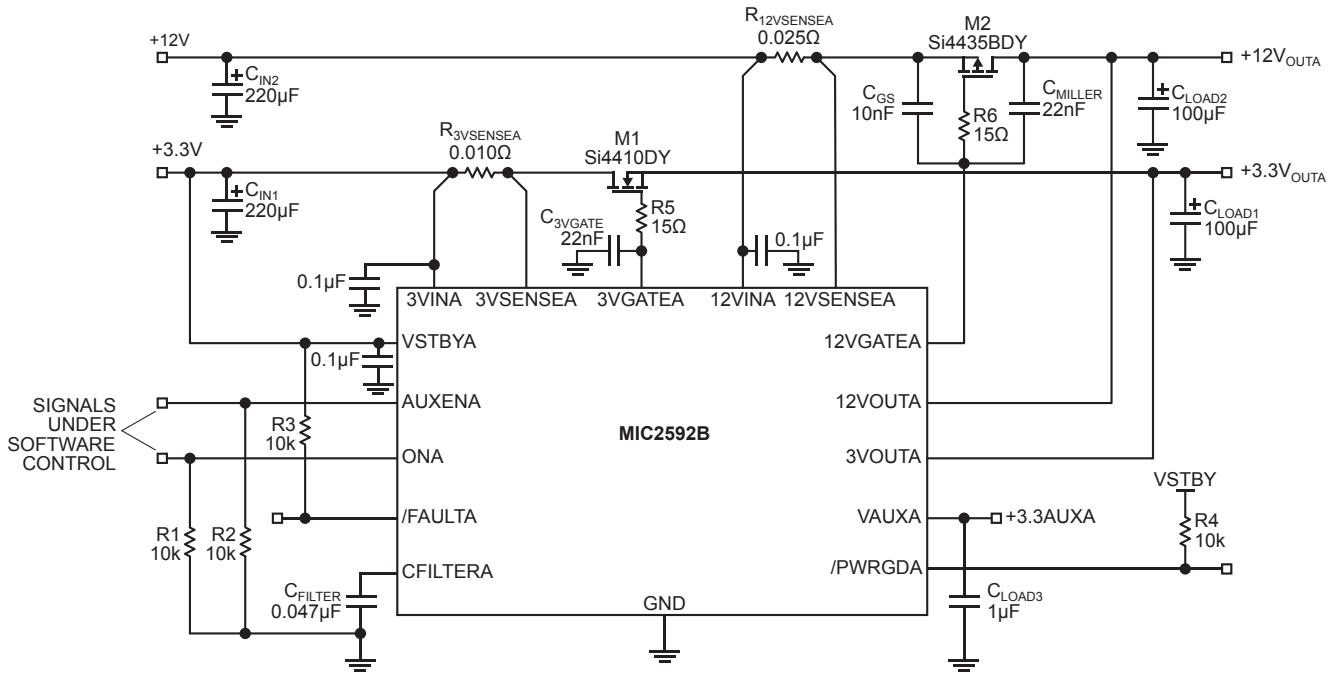 R12VSENSEA
0.025Ω
M2
Si4435BDY
+12V
+12VOUTA
CIN2
220µF
CGS
10nF
R6
15Ω
CMILLER
22nF
CLOAD2
100µF
R3VSENSEA
0.010Ω
M1
Si4410DY
+3.3V
+3.3VOUTA
CIN1
220µF
C3VGATE
22nF
R5
15Ω
0.1µF
CLOAD1
100µF
0.1µF
3VINA
3VSENSEA
3VGATEA
12VINA
12VSENSEA
VSTBYA
12VGATEA
0.1µF
SIGNALS
UNDER
SOFTWARE
CONTROL
AUXENA
12VOUTA
R3
10k
MIC2592B
ONA
3VOUTA
VSTBY
/FAULTA
VAUXA
+3.3AUXA
R4
10k
R1
10k
R2
10k
CFILTERA
/PWRGDA
CFILTER
0.047µF
GND
CLOAD3
1µF